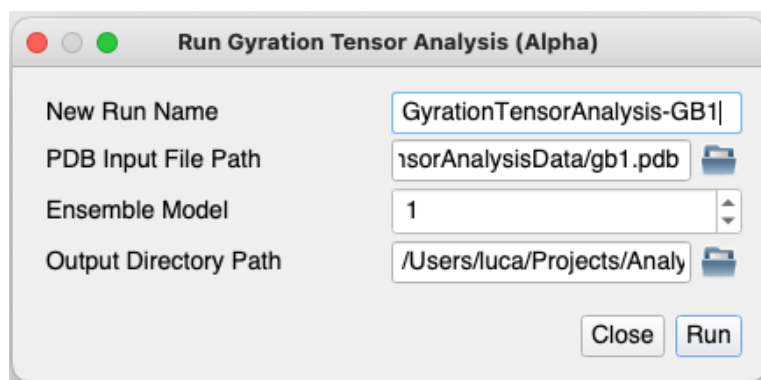 Run Gyration Tensor Analysis (Alpha)
New Run Name GyrationTensorAnalysis-GB1
PDB Input File Path nsorAnalysisData/gb1.pdb
Ensemble Model 1
Output Directory Path /Users/luca/Projects/Analy
Close Run